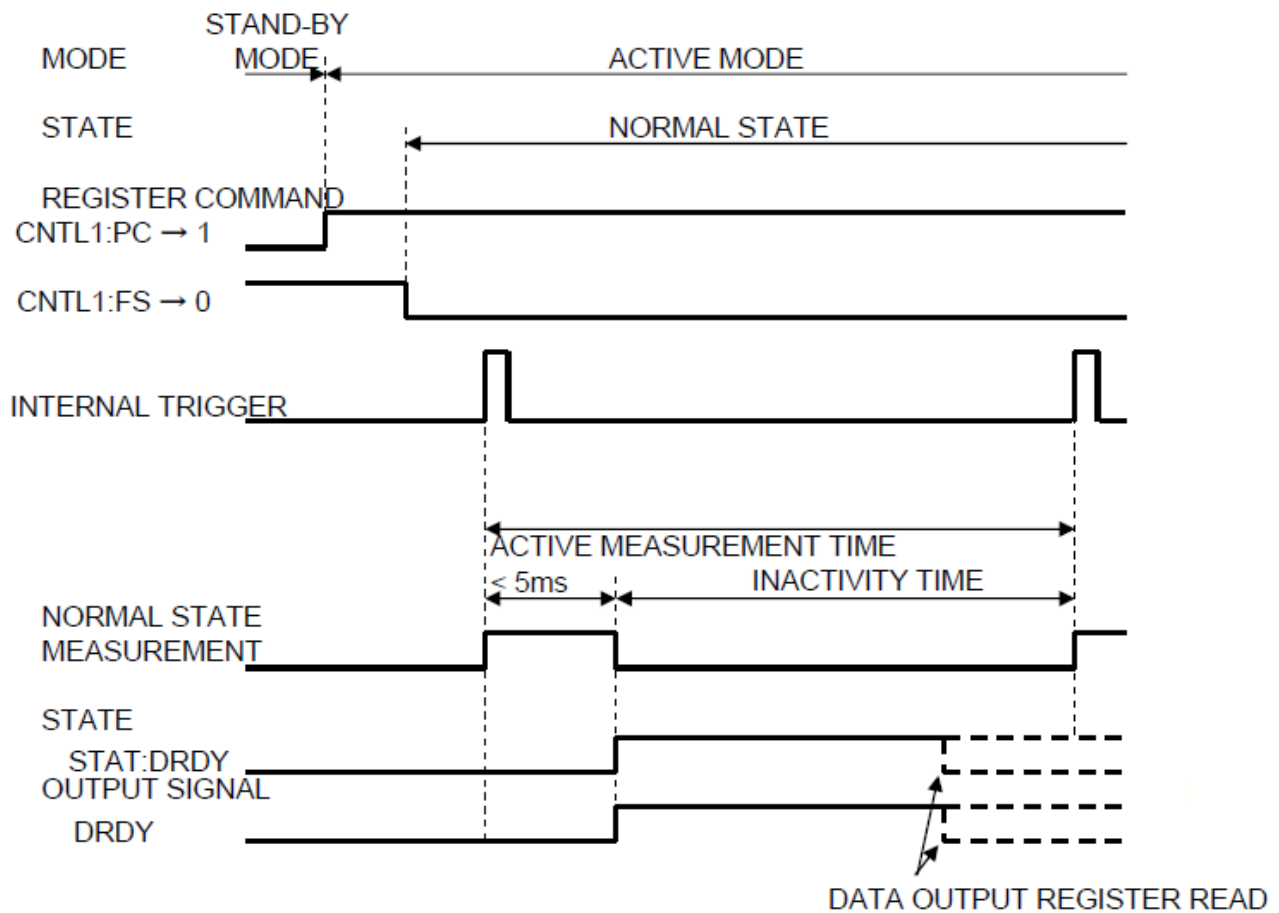 STAND-BY
MODE MODE ACTIVE MODE
STATE NORMAL STATE
REGISTER COMMAND
CNTL1:PC → 1
CNTL1:FS → 0
INTERNAL TRIGGER
ACTIVE MEASUREMENT TIME
< 5ms INACTIVITY TIME
NORMAL STATE
MEASUREMENT
STATE
STAT:DRDY
OUTPUT SIGNAL
DRDY
DATA OUTPUT REGISTER READ